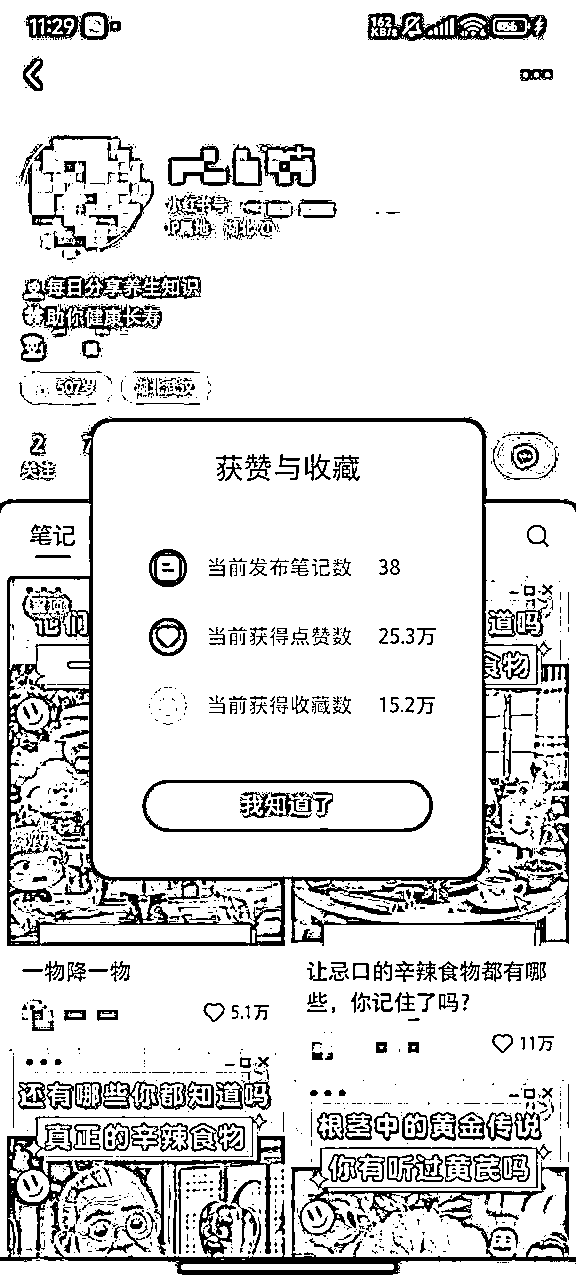 11:29
162 KB/s
小红书号
IP属地：湖北
每日分享养生知识
助你健康长寿
507岁 湖北武汉
2
关注
获赞与收藏
笔记
当前发布笔记数 38
当前获得点赞数 25.3万
当前获得收藏数 15.2万
我知道了
置顶
他们
道吗
食物
一物降一物
5.1万
让忌口的辛辣食物都有哪
些，你记住了吗?
11万
还有哪些你都知道吗
真正的辛辣食物
根茎中的黄金传说
你有听过黄芪吗